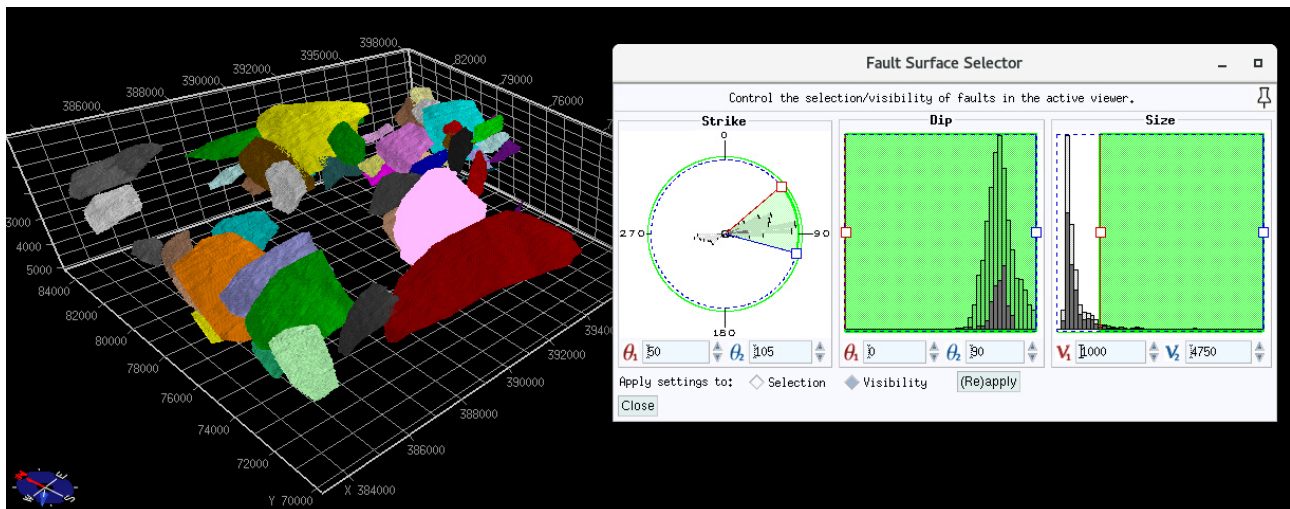 398000
395000
392000
390000
388000
386000
82000
79000
76000
3000
4000
5000
84000
82000
80000
78000
76000
74000
72000
Y 70000
X 384000
386000
388000
390000
392000
394000
N
E
S
W
Fault Surface Selector
Control the selection/visibility of faults in the active viewer.
Strike
Dip
Size
0
270
90
180
θ₁ 50 θ₂ 105
θ₁ 0 θ₂ 90
V₁ 1000 V₂ 4750
Apply settings to: Selection Visibility (Re)apply
Close